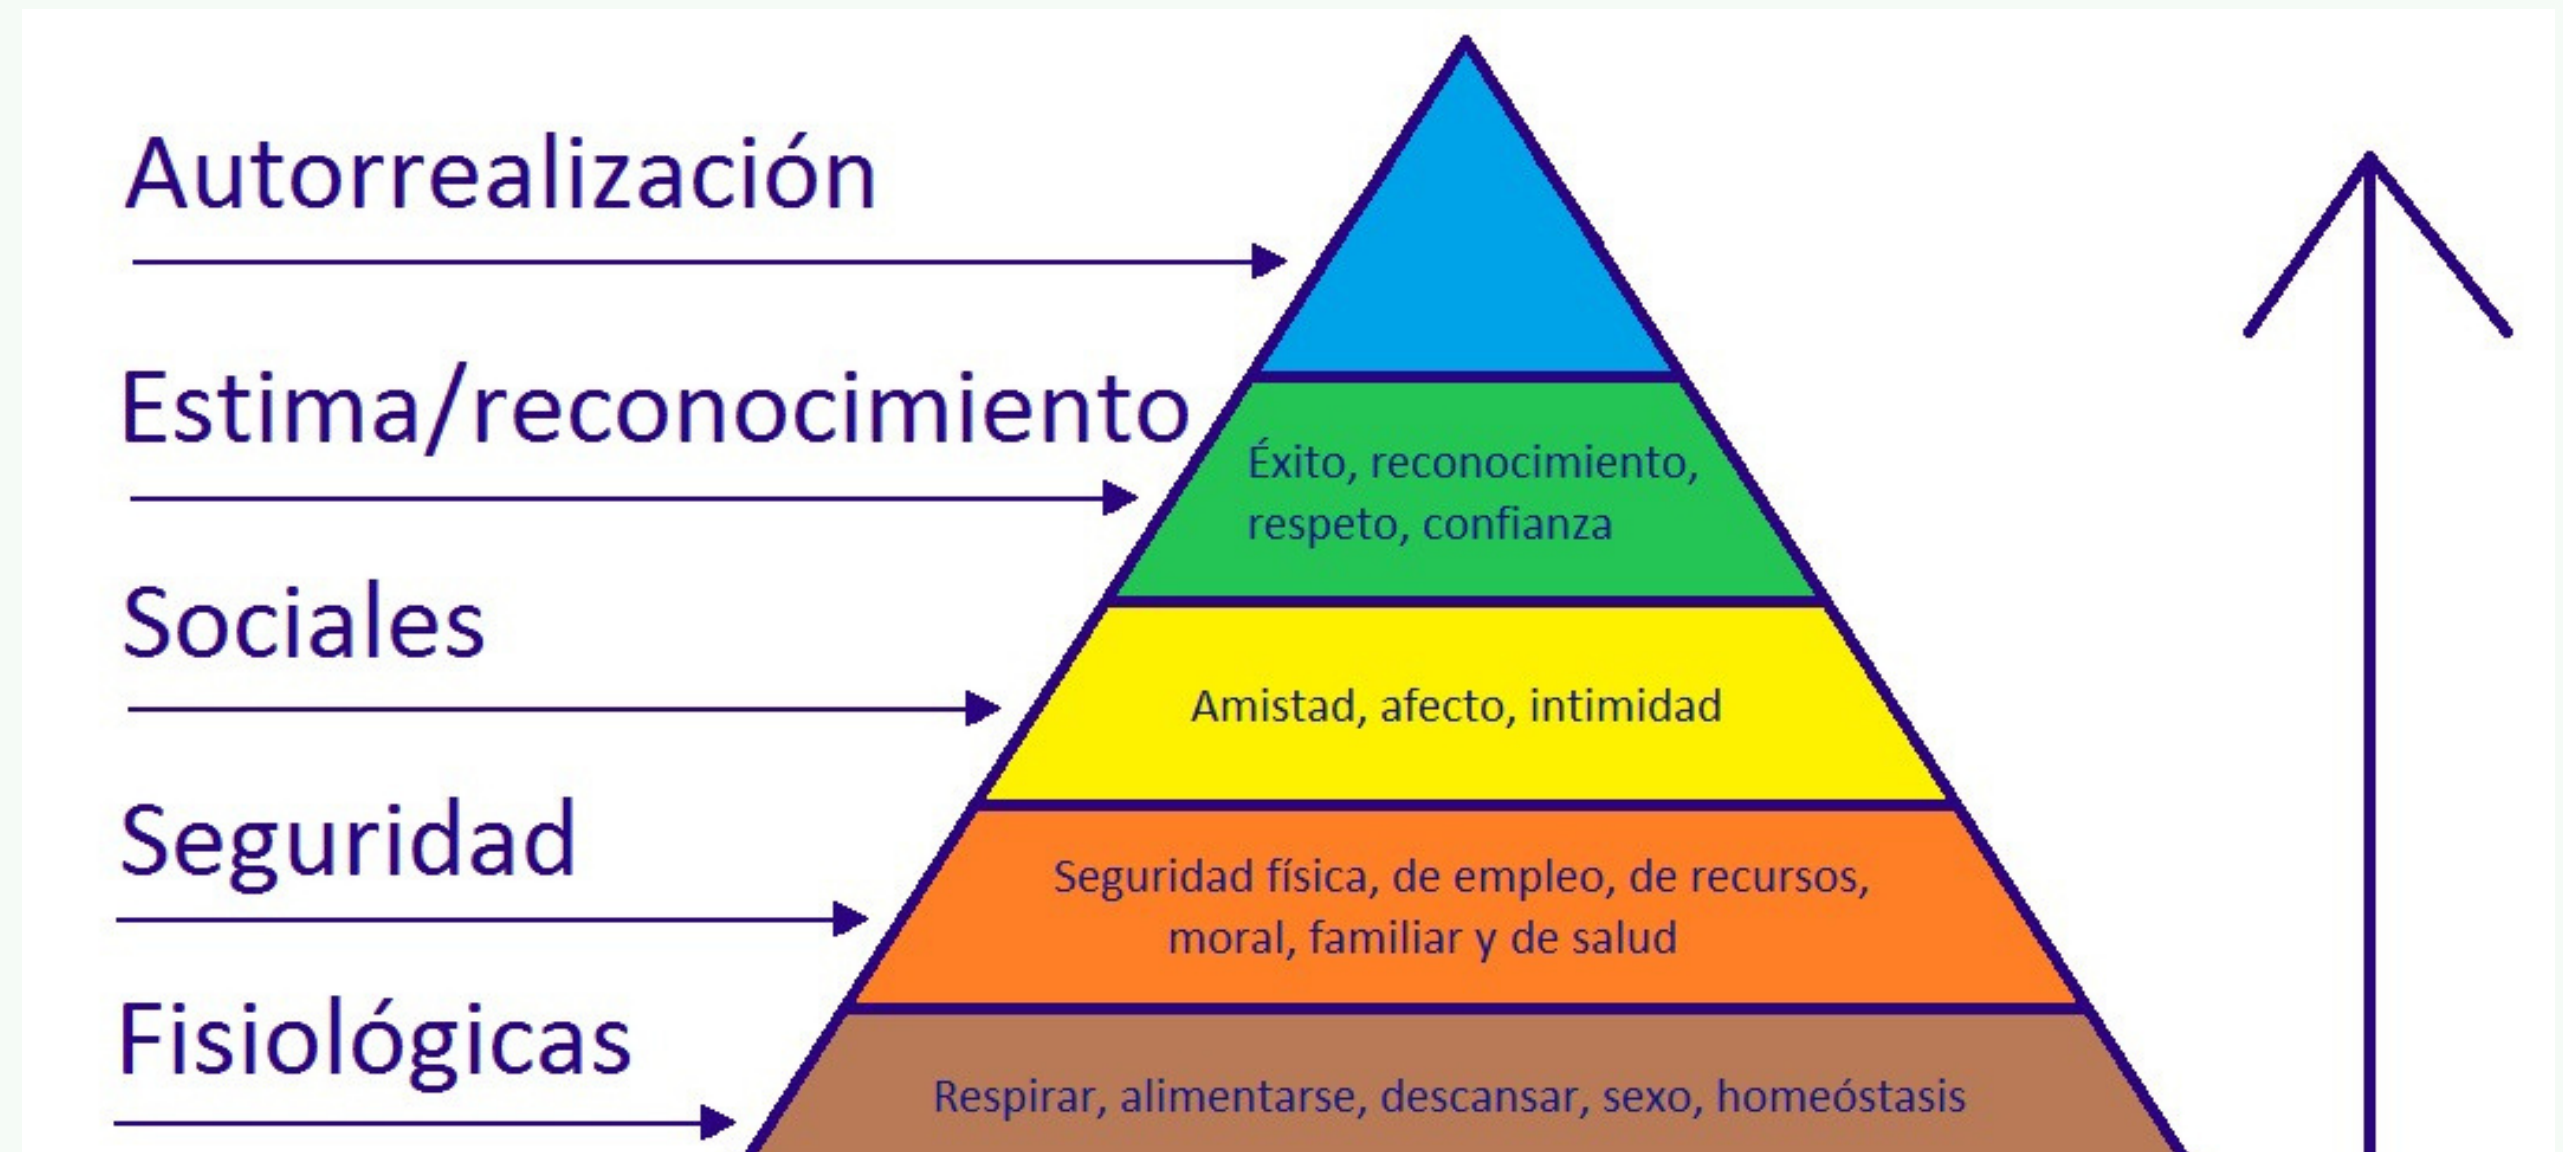 Autorrealización
Estima/reconocimiento
Éxito, reconocimiento,
respeto, confianza
Sociales
Amistad, afecto, intimidad
Seguridad
Seguridad física, de empleo, de recursos,
moral, familiar y de salud
Fisiológicas
Respirar, alimentarse, descansar, sexo, homeóstasis